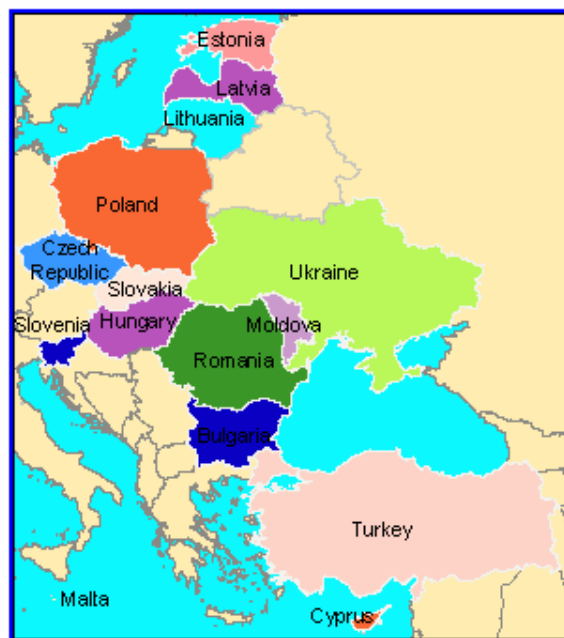 Estonia
Latvia
Lithuania
Poland
Czech
Republic
Slovakia
Ukraine
Slovenia
Hungary
Moldova
Romania
Bulgaria
Turkey
Malta
Cyprus